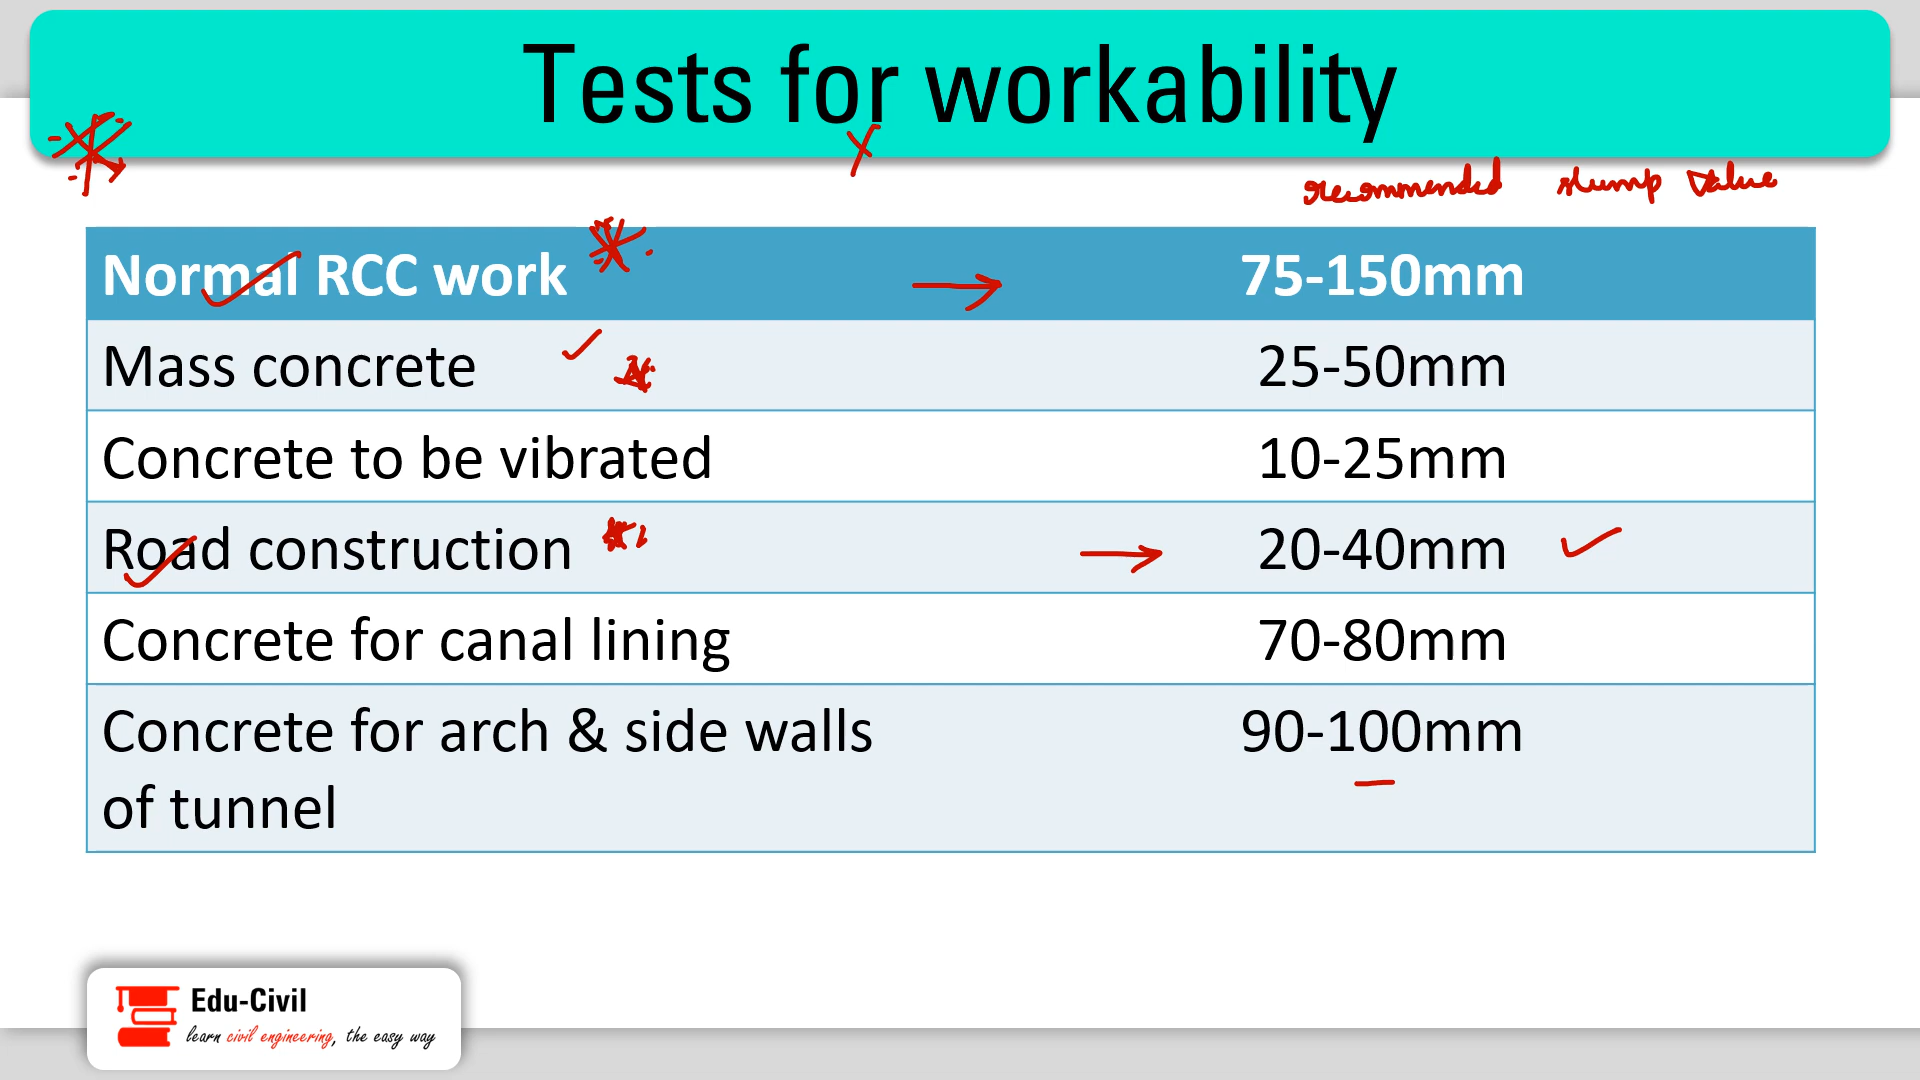 Tests for workability
recommended slump value
Normal RCC work 75-150mm
Mass concrete 25-50mm
Concrete to be vibrated 10-25mm
Road construction 20-40mm
Concrete for canal lining 70-80mm
Concrete for arch & side walls 90-100mm
of tunnel
Edu-Civil
learn civil engineering, the easy way